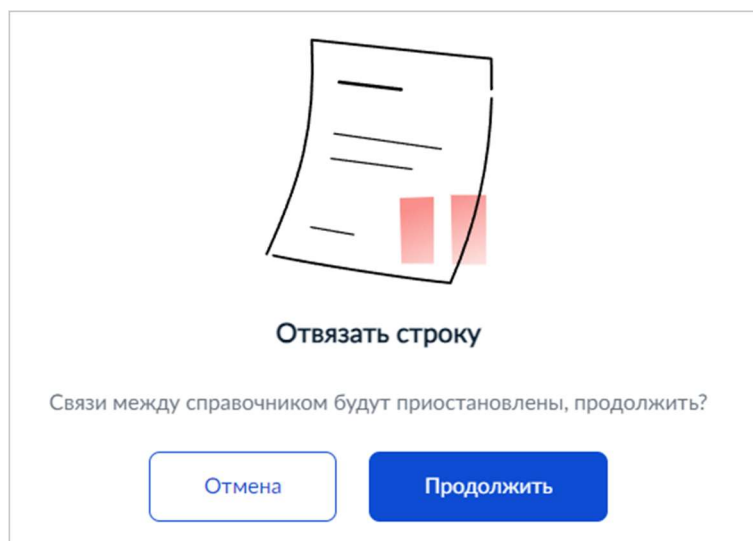 Отвязать строку
Связи между справочником будут приостановлены, продолжить?
Отмена
Продолжить